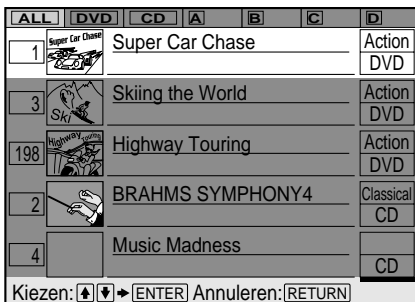 ALL DVD CD A B C D
1 Super Car Chase Super Car Chase Action
DVD
3 Ski Skiing the World Action
DVD
198 Highway Touring Highway Touring Action
DVD
2 BRAHMS SYMPHONY4 Classical
CD
4 Music Madness
CD
Kiezen: ENTER Annuleren: RETURN